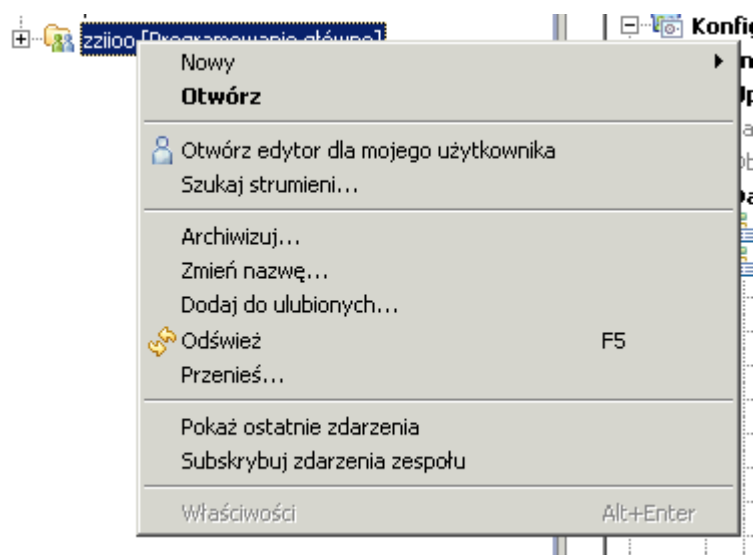 zziioo [Programowanie główne]
Konfig
Nowy
Otwórz
Otwórz edytor dla mojego użytkownika
Szukaj strumieni...
Archiwizuj...
Zmień nazwę...
Dodaj do ulubionych...
Odśwież F5
Przenieś...
Pokaż ostatnie zdarzenia
Subskrybuj zdarzenia zespołu
Właściwości Alt+Enter